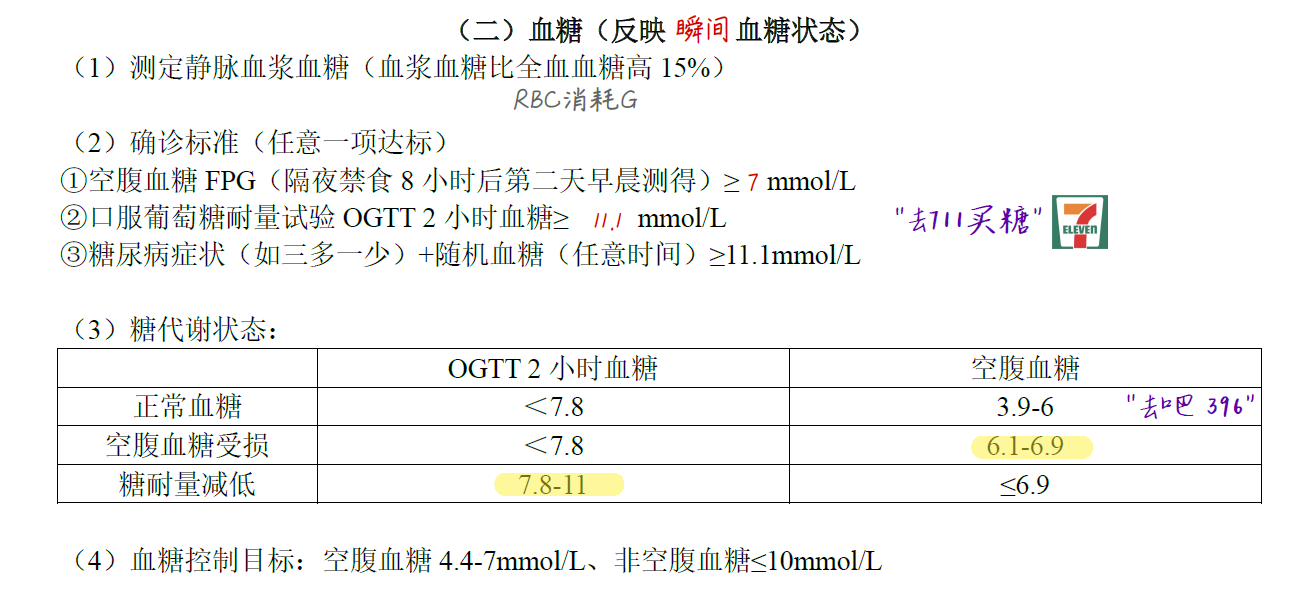 （二）血糖（反映 瞬间 血糖状态）
（1）测定静脉血浆血糖（血浆血糖比全血血糖高 15%）
RBC消耗G
（2）确诊标准（任意一项达标）
①空腹血糖 FPG（隔夜禁食 8 小时后第二天早晨测得）≥ 7 mmol/L
②口服葡萄糖耐量试验 OGTT 2 小时血糖≥ 11.1 mmol/L
"去711买糖"
7
ELEVEN
③糖尿病症状（如三多一少）+随机血糖（任意时间）≥11.1mmol/L
（3）糖代谢状态：
OGTT 2 小时血糖 空腹血糖
正常血糖 ＜7.8 3.9-6 "去口巴 396"
空腹血糖受损 ＜7.8 6.1-6.9
糖耐量减低 7.8-11 ≤6.9
（4）血糖控制目标：空腹血糖 4.4-7mmol/L、非空腹血糖≤10mmol/L